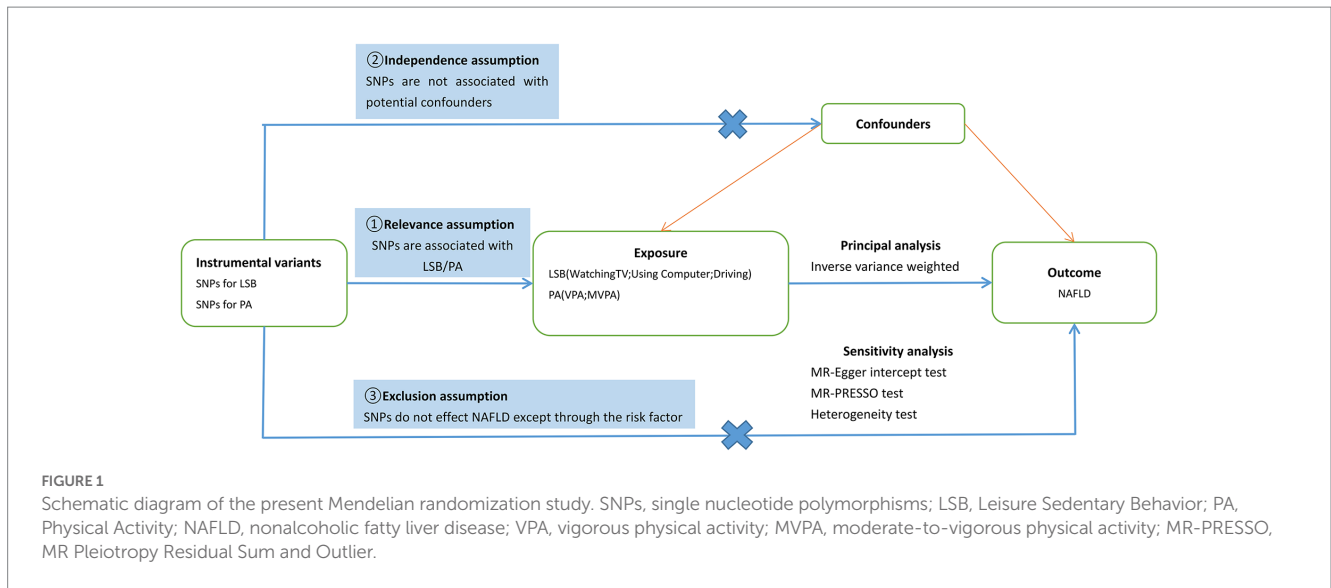 ②Independence assumption
SNPs are not associated with
potential confounders
Confounders
①Relevance assumption
SNPs are associated with
LSB/PA
Instrumental variants
SNPs for LSB
SNPs for PA
Exposure
LSB(WatchingTV;Using Computer;Driving)
PA(VPA;MVPA)
Principal analysis
Inverse variance weighted
Outcome
NAFLD
Sensitivity analysis
MR-Egger intercept test
MR-PRESSO test
Heterogeneity test
③Exclusion assumption
SNPs do not effect NAFLD except through the risk factor
FIGURE 1
Schematic diagram of the present Mendelian randomization study. SNPs, single nucleotide polymorphisms; LSB, Leisure Sedentary Behavior; PA,
Physical Activity; NAFLD, nonalcoholic fatty liver disease; VPA, vigorous physical activity; MVPA, moderate-to-vigorous physical activity; MR-PRESSO,
MR Pleiotropy Residual Sum and Outlier.